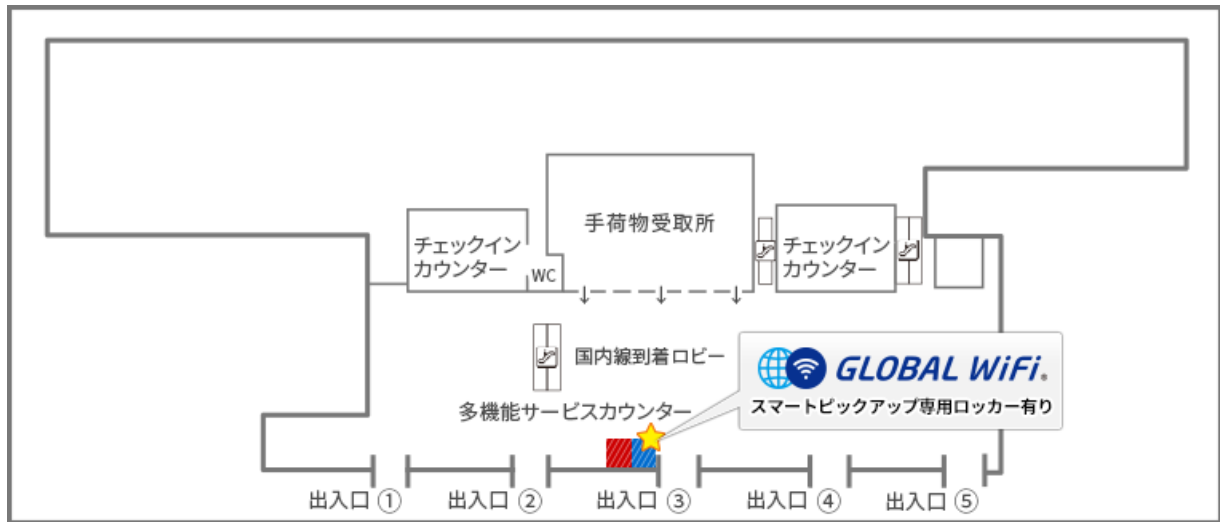 手荷物受取所
チェックイン
カウンター
WC
チェックイン
カウンター
国内線到着ロビー
GLOBAL WiFi®
スマートピックアップ専用ロッカー有り
多機能サービスカウンター
出入口 ①
出入口 ②
出入口 ③
出入口 ④
出入口 ⑤